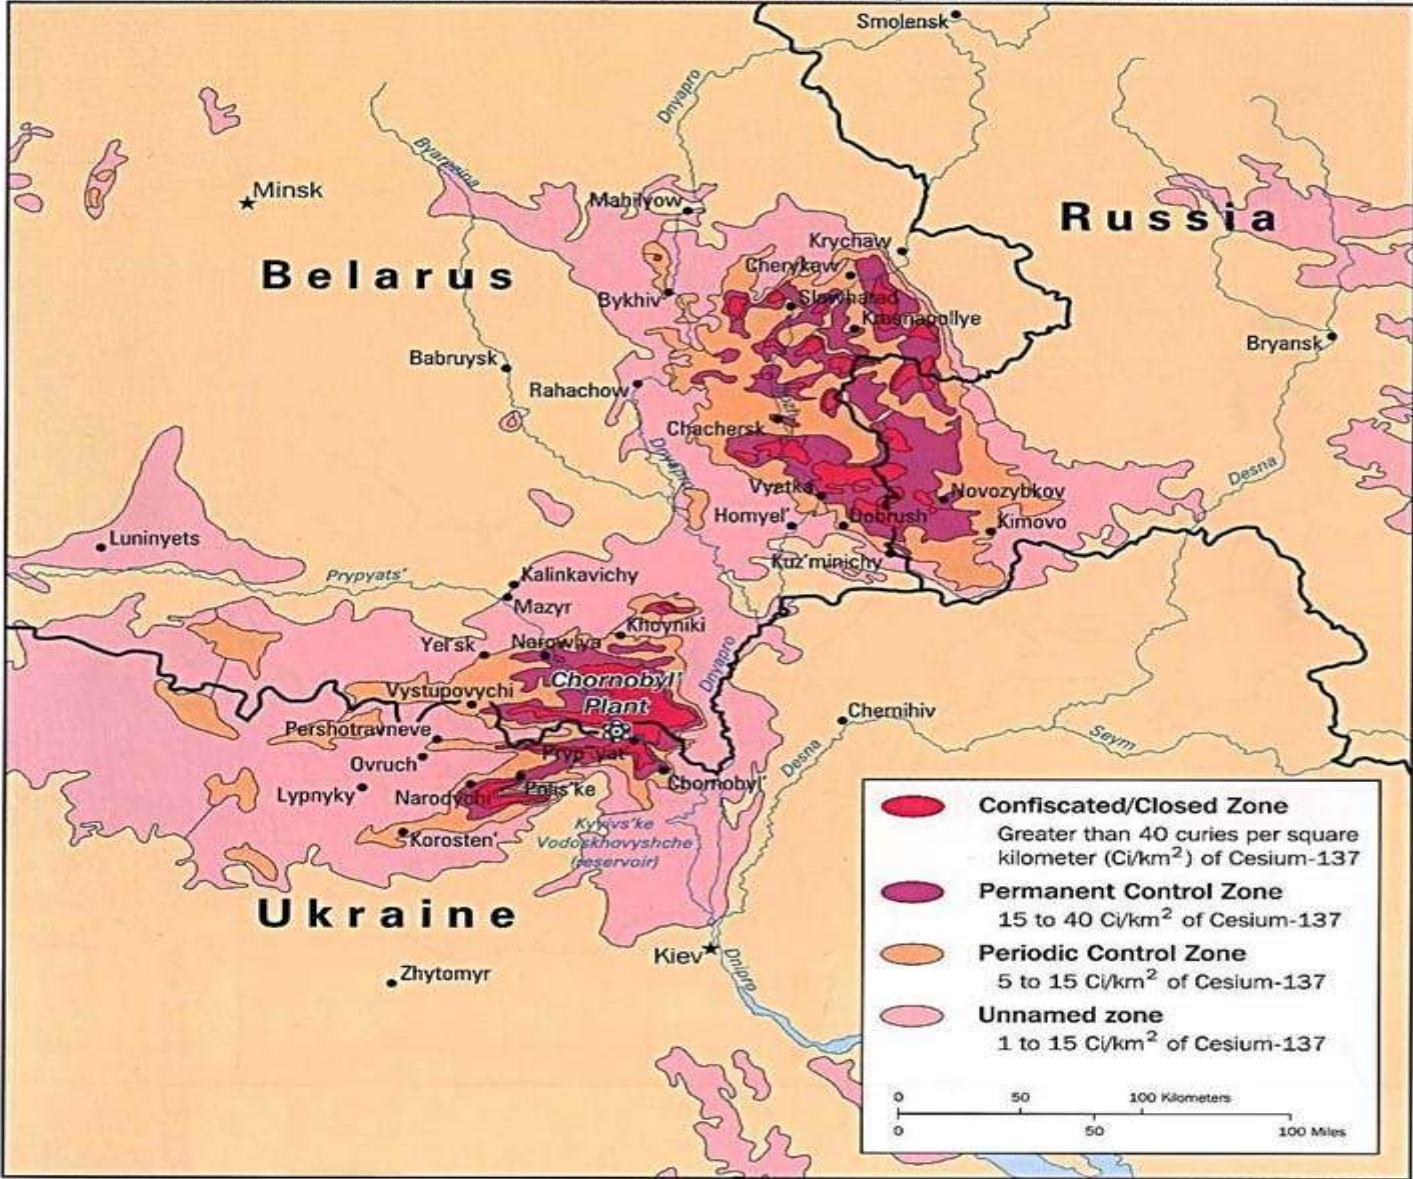 Smolensk
Dnyapro
Byarezina
Minsk
Mahilyow
Russia
Krychaw
Belarus
Cherykaw
Bykhiv
Slawharad
Krasnapollye
Bryansk
Babruysk
Rahachow
Sozh
Chachersk
Dnyapro
Desna
Vyetka
Novozybkov
Homyel'
Dobrush
Kimovo
Luninyets
Kuz'minichy
Prypyats'
Kalinkavichy
Mazyr
Khoyniki
Yel'sk
Narowlya
Dnyapro
Chornobyl'
Plant
Vystupovychi
Chernihiv
Pershotravneve
Seym
Pryp''yat'
Ovruch
Desna
Chornobyl'
Lypnyky
Narodychi
Polis'ke
Kyyivs'ke
Vodoskhovyshche
(reservoir)
Korosten'
Ukraine
Kiev
Dnipro
Zhytomyr
Confiscated/Closed Zone
Greater than 40 curies per square
kilometer (Ci/km²) of Cesium-137
Permanent Control Zone
15 to 40 Ci/km² of Cesium-137
Periodic Control Zone
5 to 15 Ci/km² of Cesium-137
Unnamed zone
1 to 15 Ci/km² of Cesium-137
0 50 100 Kilometers
0 50 100 Miles